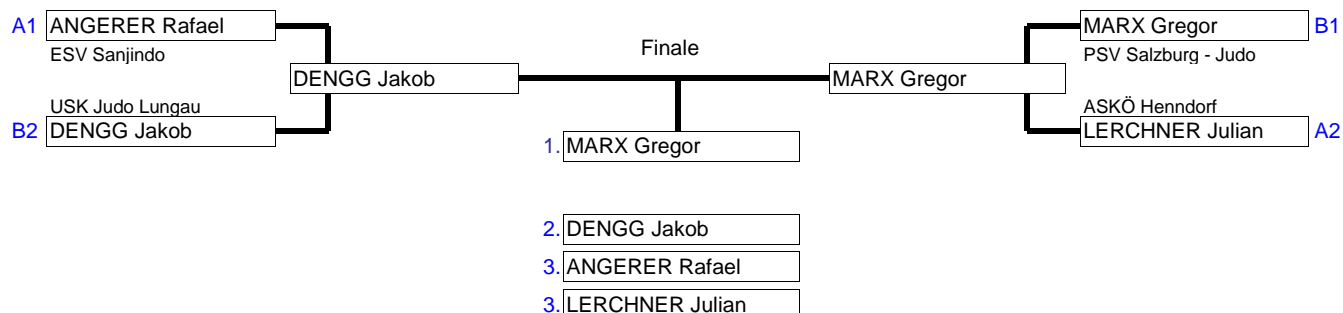 A1 ANGERER Rafael
ESV Sanjindo
USK Judo Lungau
B2 DENGG Jakob
DENGG Jakob
Finale
MARX Gregor
MARX Gregor B1
PSV Salzburg - Judo
ASKÖ Henndorf
LERCHNER Julian A2
1. MARX Gregor
2. DENGG Jakob
3. ANGERER Rafael
3. LERCHNER Julian